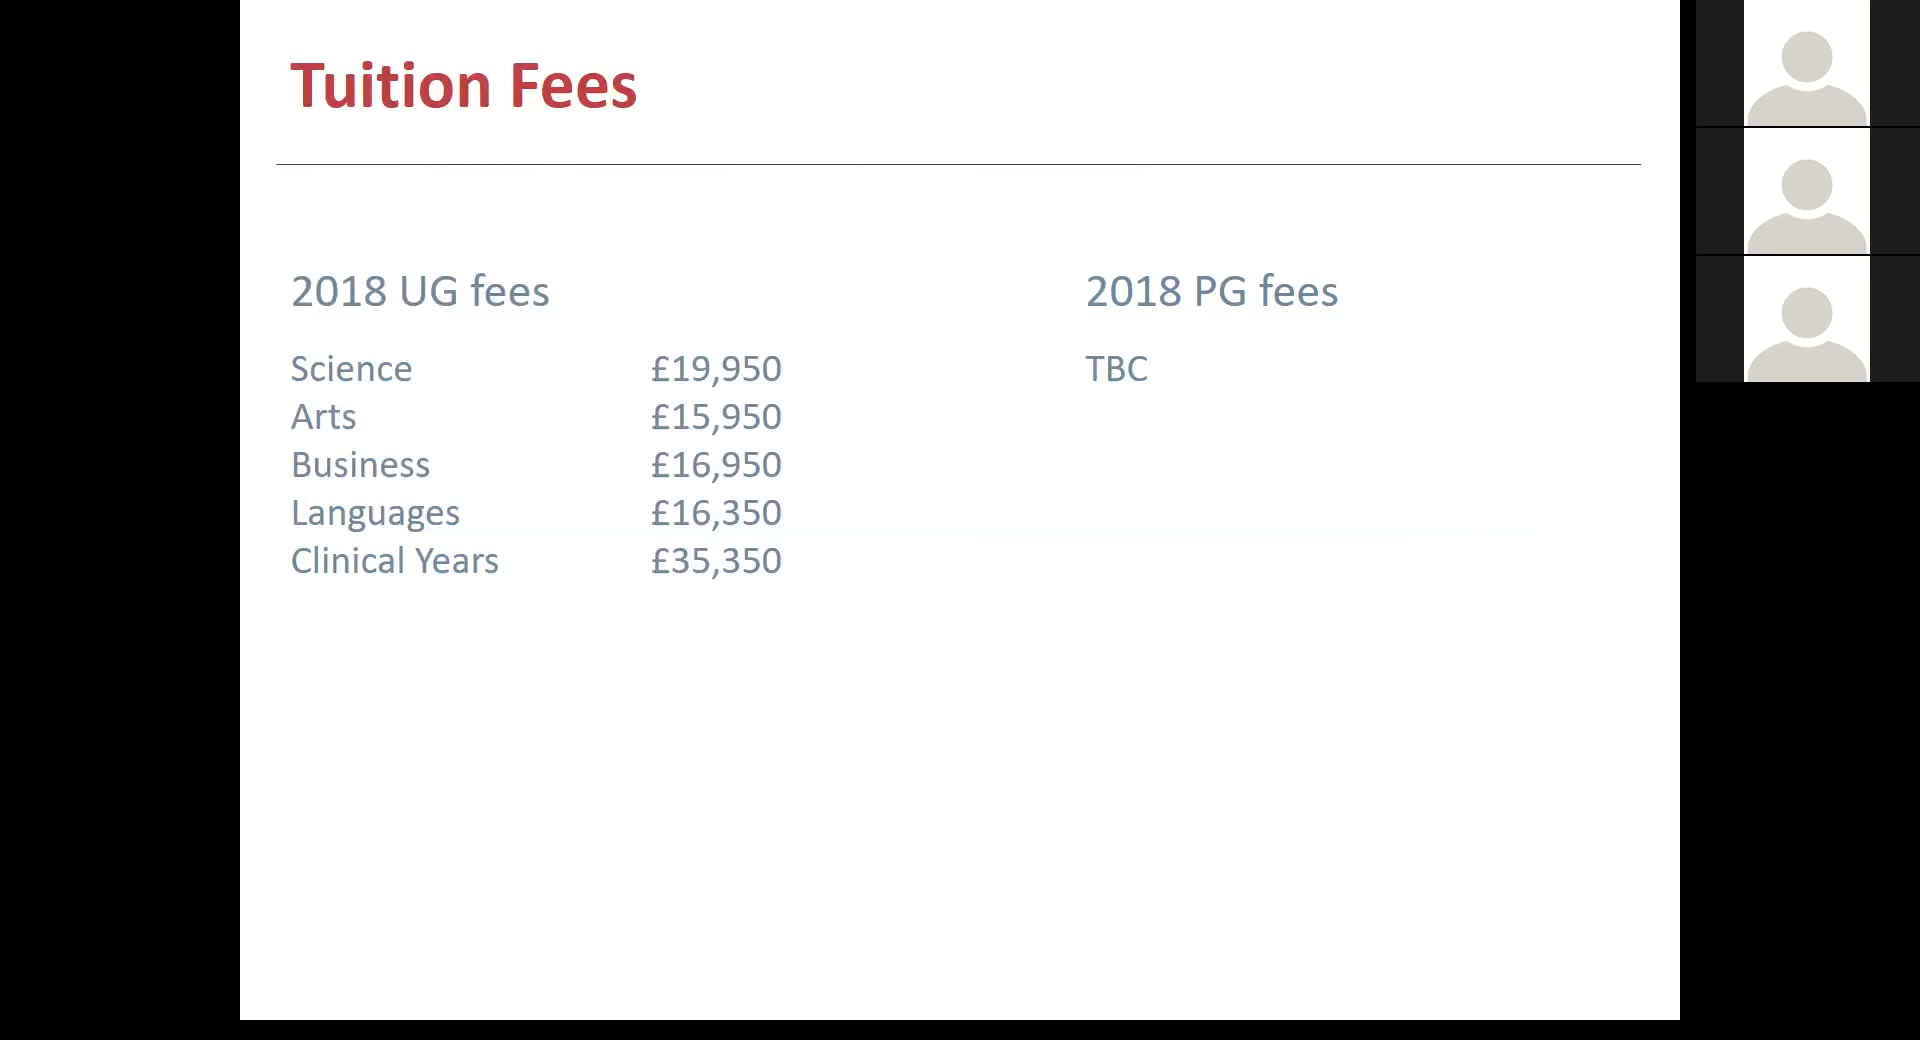 Tuition Fees
2018 UG fees
Science £19,950
Arts £15,950
Business £16,950
Languages £16,350
Clinical Years £35,350
2018 PG fees
TBC